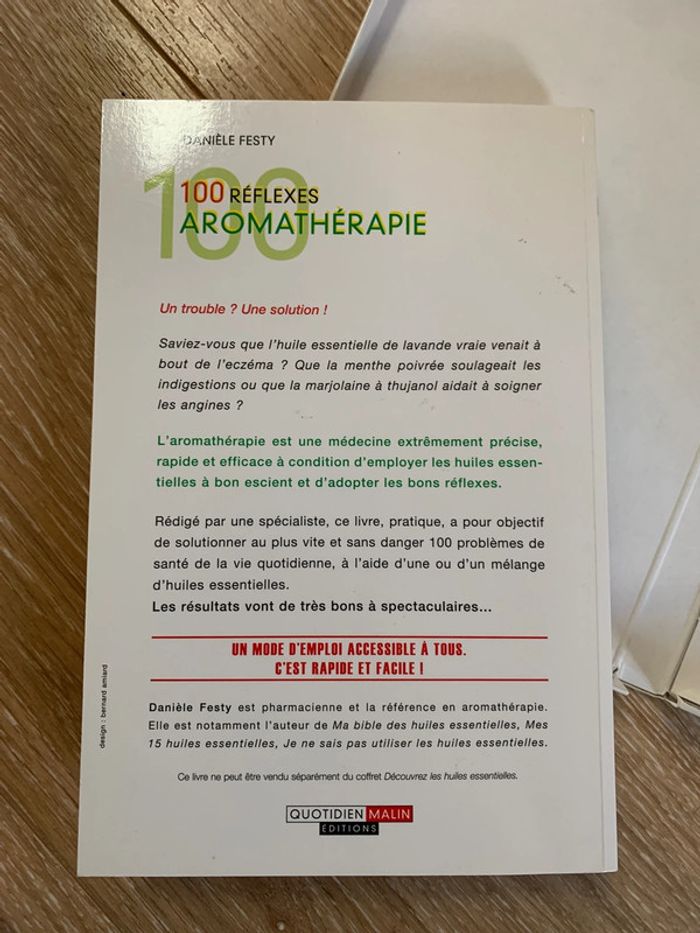 DANIÈLE FESTY
100
100 RÉFLEXES
AROMATHÉRAPIE
Un trouble ? Une solution !
Saviez-vous que l'huile essentielle de lavande vraie venait à
bout de l'eczéma ? Que la menthe poivrée soulageait les
indigestions ou que la marjolaine à thujanol aidait à soigner
les angines ?
L'aromathérapie est une médecine extrêmement précise,
rapide et efficace à condition d'employer les huiles essen-
tielles à bon escient et d'adopter les bons réflexes.
Rédigé par une spécialiste, ce livre, pratique, a pour objectif
de solutionner au plus vite et sans danger 100 problèmes de
santé de la vie quotidienne, à l'aide d'une ou d'un mélange
d'huiles essentielles.
Les résultats vont de très bons à spectaculaires...
UN MODE D'EMPLOI ACCESSIBLE À TOUS.
C'EST RAPIDE ET FACILE !
Danièle Festy est pharmacienne et la référence en aromathérapie.
Elle est notamment l'auteur de Ma bible des huiles essentielles, Mes
15 huiles essentielles, Je ne sais pas utiliser les huiles essentielles.
design : bernard amiard
Ce livre ne peut être vendu séparément du coffret Découvrez les huiles essentielles.
QUOTIDIEN MALIN
ÉDITIONS